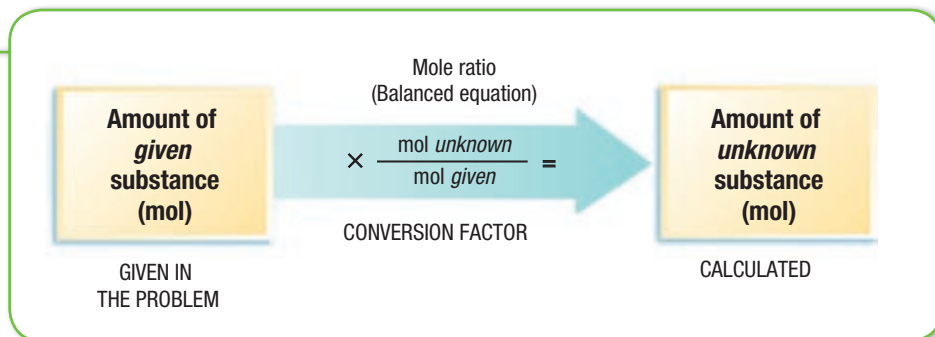 Mole ratio
(Balanced equation)
Amount of
given
substance
(mol)
× mol unknown
mol given
=
Amount of
unknown
substance
(mol)
CONVERSION FACTOR
GIVEN IN
THE PROBLEM
CALCULATED